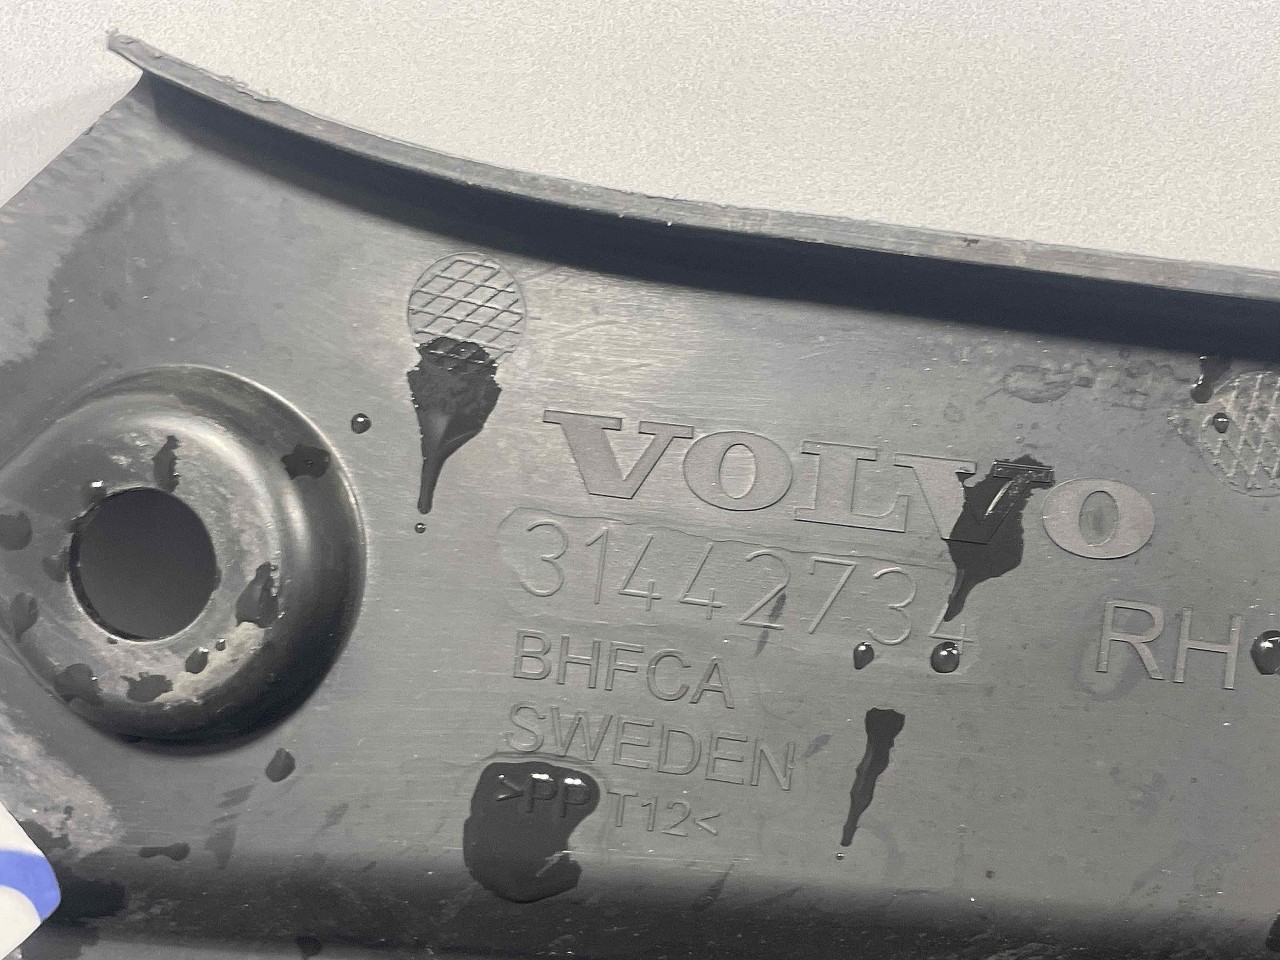 VOLVO
31442734
RH
BHFCA
SWEDEN
>PP T12<